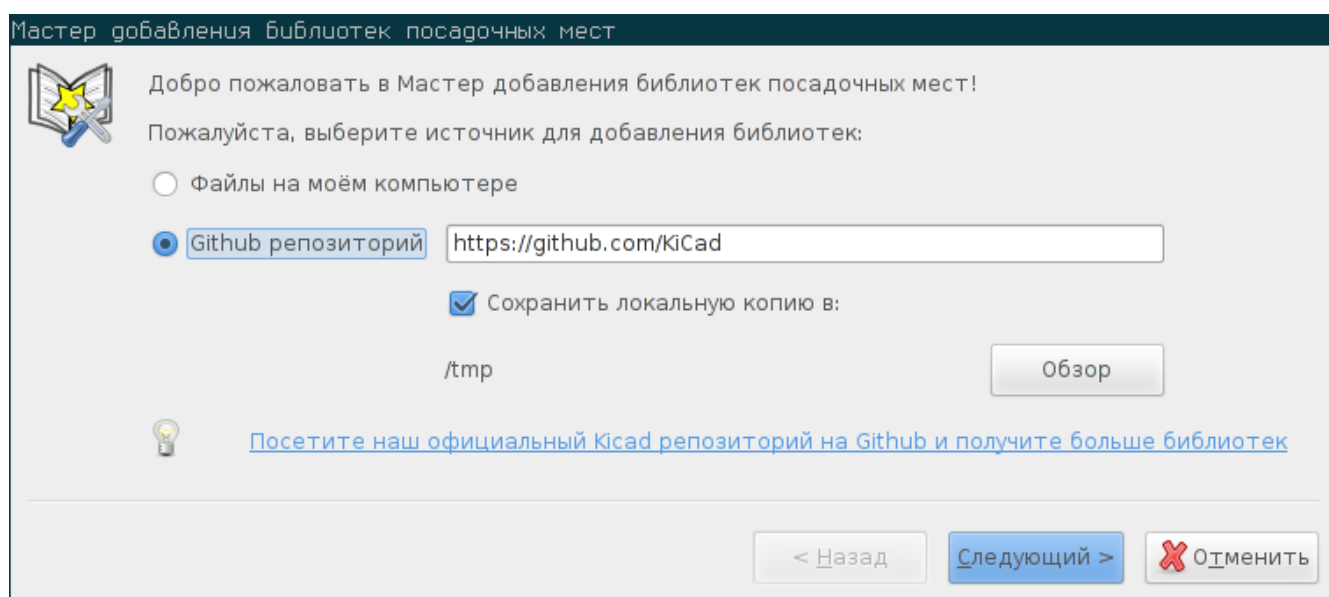 Мастер добавления библиотек посадочных мест
Добро пожаловать в Мастер добавления библиотек посадочных мест!
Пожалуйста, выберите источник для добавления библиотек:
Файлы на моём компьютере
Github репозиторий https://github.com/KiCad
Сохранить локальную копию в:
/tmp Обзор
Посетите наш официальный Kicad репозиторий на Github и получите больше библиотек
< Назад Следующий > Отменить